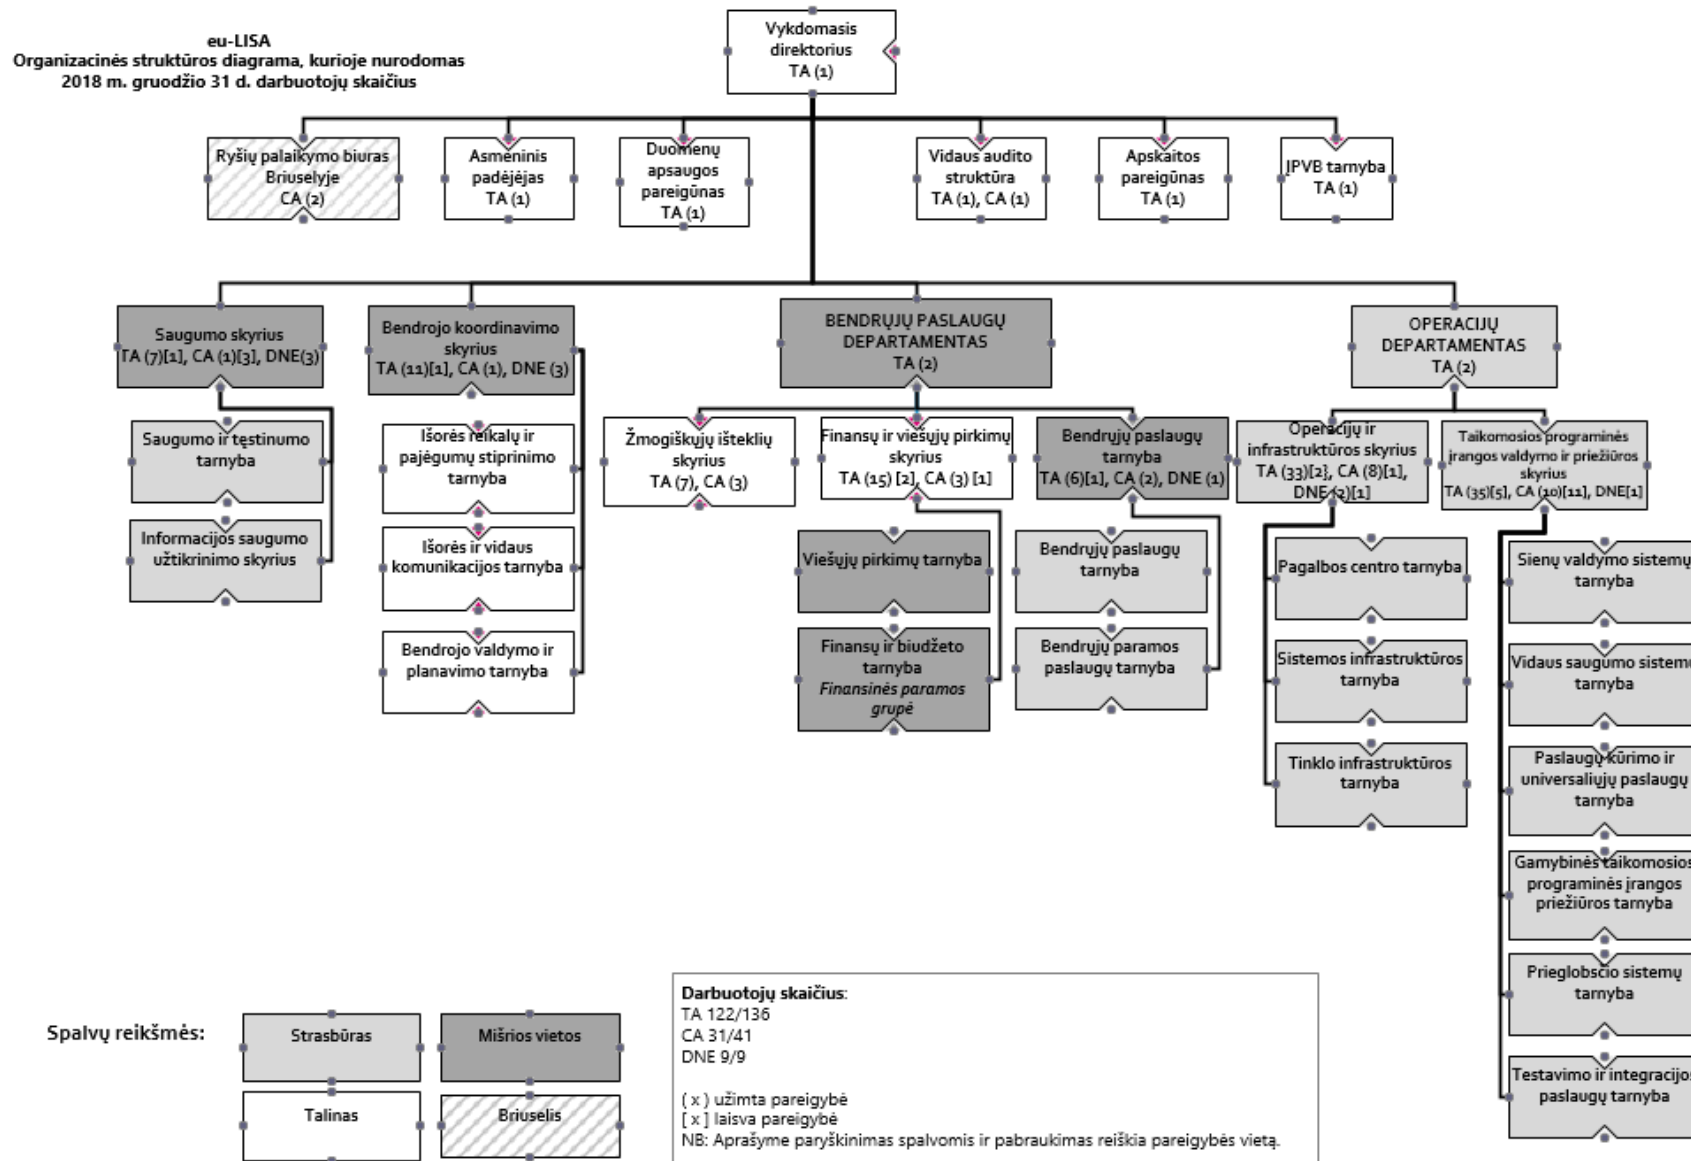 eu-LISA
Organizacinės struktūros diagrama, kurioje nurodomas
2018 m. gruodžio 31 d. darbuotojų skaičius
Vykdomasis
direktorius
TA (1)
Ryšių palaikymo biuras
Briuselyje
CA (2)
Asmeninis
padėjėjas
TA (1)
Duomenų
apsaugos
pareigūnas
TA (1)
Vidaus audito
struktūra
TA (1), CA (1)
Apskaitos
pareigūnas
TA (1)
ĮPVB tarnyba
TA (1)
Saugumo skyrius
TA (7)[1], CA (1)[3], DNE(3)
Bendrojo koordinavimo
skyrius
TA (11)[1], CA (1), DNE (3)
BENDRŲJŲ PASLAUGŲ
DEPARTAMENTAS
TA (2)
OPERACIJŲ
DEPARTAMENTAS
TA (2)
Saugumo ir tęstinumo
tarnyba
Informacijos saugumo
užtikrinimo skyrius
Išorės reikalų ir
pajėgumų stiprinimo
tarnyba
Išorės ir vidaus
komunikacijos tarnyba
Bendrojo valdymo ir
planavimo tarnyba
Žmogiškųjų išteklių
skyrius
TA (7), CA (3)
Finansų ir viešųjų pirkimų
skyrius
TA (15) [2], CA (3) [1]
Bendrųjų paslaugų
tarnyba
TA (6)[1], CA (2), DNE (1)
Operacijų ir
infrastruktūros skyrius
TA (33)[2}, CA (8)[1],
DNE (2)[1]
Taikomosios programinės
įrangos valdymo ir priežiūros
skyrius
TA (35)[5], CA (10)[11], DNE[1]
Viešųjų pirkimų tarnyba
Finansų ir biudžeto
tarnyba
Finansinės paramos
grupė
Bendrųjų paslaugų
tarnyba
Bendrųjų paramos
paslaugų tarnyba
Pagalbos centro tarnyba
Sistemos infrastruktūros
tarnyba
Tinklo infrastruktūros
tarnyba
Sienų valdymo sistemų
tarnyba
Vidaus saugumo sistemų
tarnyba
Paslaugų kūrimo ir
universaliųjų paslaugų
tarnyba
Gamybinės taikomosios
programinės įrangos
priežiūros tarnyba
Prieglobsčio sistemų
tarnyba
Testavimo ir integracijos
paslaugų tarnyba
Spalvų reikšmės:
Strasbūras
Mišrios vietos
Talinas
Briuselis
Darbuotojų skaičius:
TA 122/136
CA 31/41
DNE 9/9
( x ) užimta pareigybė
[ x ] laisva pareigybė
NB: Aprašyme paryškinimas spalvomis ir pabraukimas reiškia pareigybės vietą.